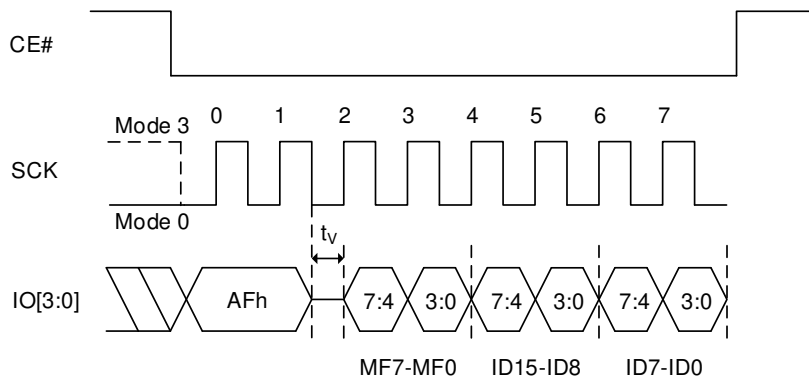 CE#
0 1 2 3 4 5 6 7
Mode 3
SCK
Mode 0
tV
IO[3:0] AFh 7:4 3:0 7:4 3:0 7:4 3:0
MF7-MF0 ID15-ID8 ID7-ID0